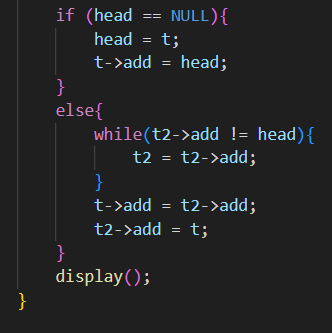 if (head == NULL){
head = t;
t->add = head;
}
else{
while(t2->add != head){
t2 = t2->add;
}
t->add = t2->add;
t2->add = t;
}
display();
}